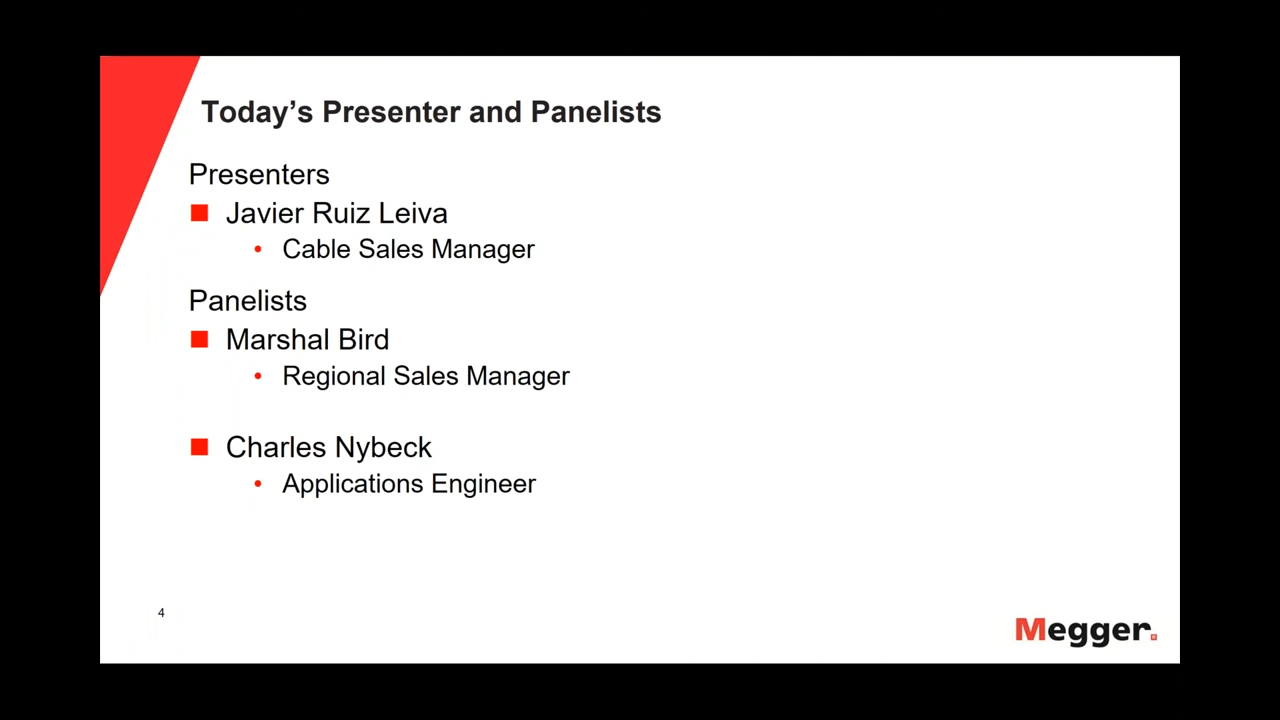 Today’s Presenter and Panelists
Presenters
Javier Ruiz Leiva
Cable Sales Manager
Panelists
Marshal Bird
Regional Sales Manager
Charles Nybeck
Applications Engineer
4
Megger.